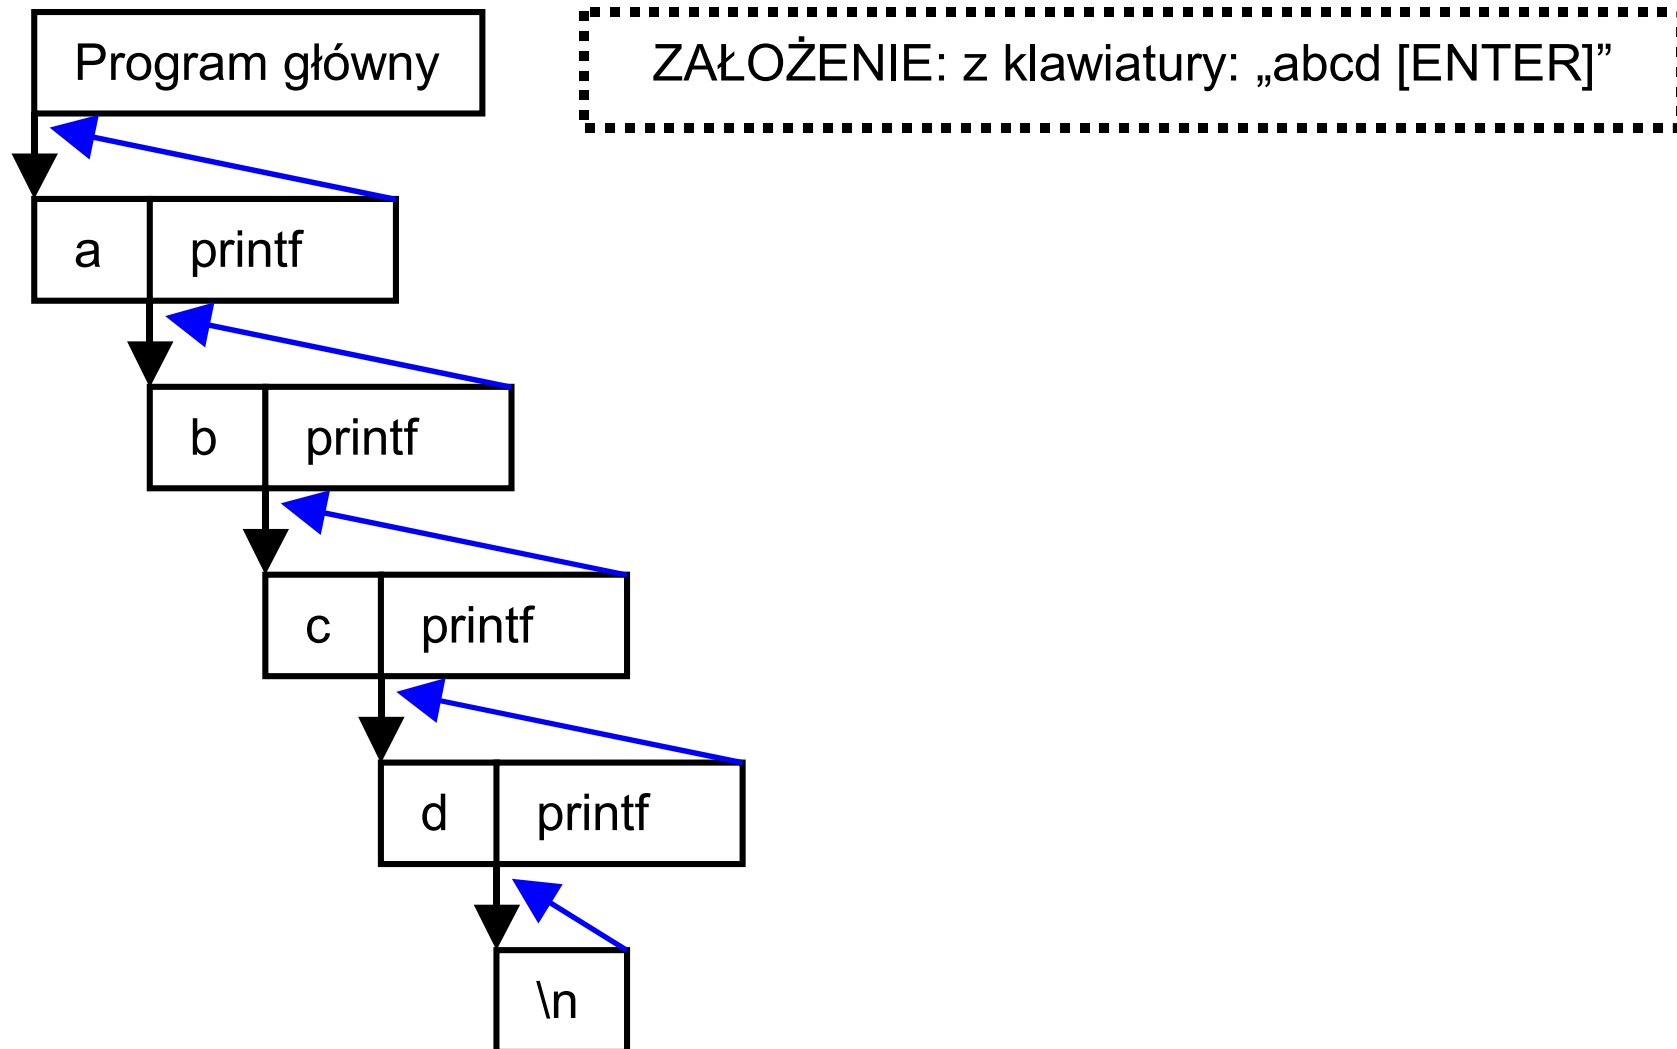 Program główny
ZAŁOŻENIE: z klawiatury: „abcd [ENTER]”
a printf
b printf
c printf
d printf
\n